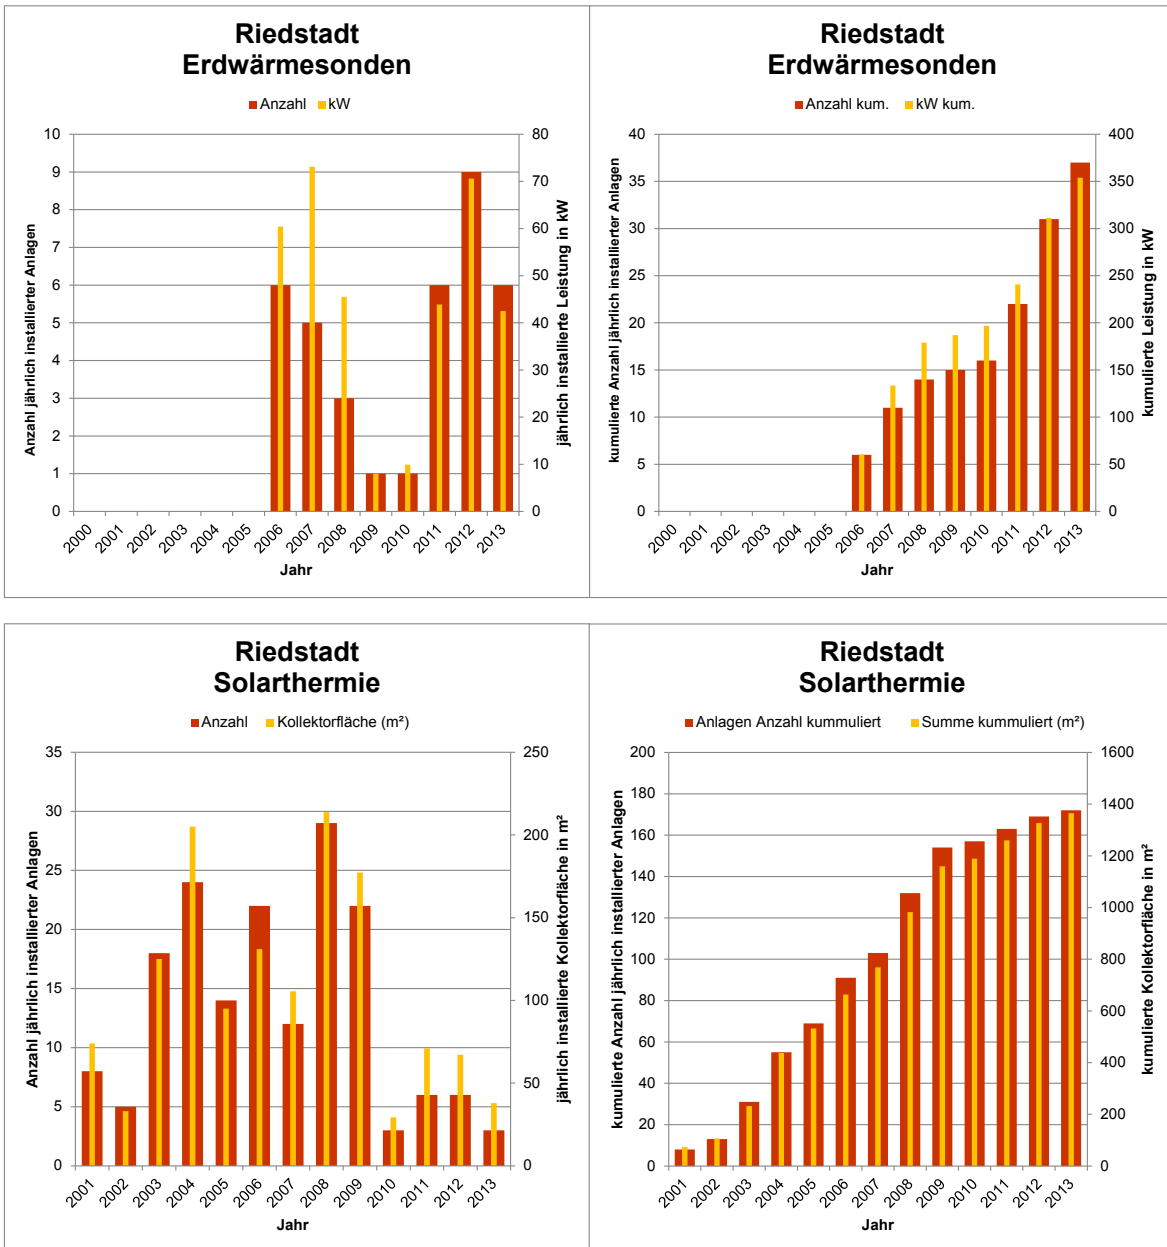 Riedstadt
Erdwärmesonden
Anzahl kW
Anzahl jährlich installierter Anlagen
10
9
8
7
6
5
4
3
2
1
0
80
70
60
50
40
30
20
10
0
jährlich installierte Leistung in kW
2000 2001 2002 2003 2004 2005 2006 2007 2008 2009 2010 2011 2012 2013
Jahr
Riedstadt
Erdwärmesonden
Anzahl kum. kW kum.
kumulierte Anzahl jährlich installierter Anlagen
40
35
30
25
20
15
10
5
0
400
350
300
250
200
150
100
50
0
kumulierte Leistung in kW
2000 2001 2002 2003 2004 2005 2006 2007 2008 2009 2010 2011 2012 2013
Jahr
Riedstadt
Solarthermie
Anzahl Kollektorfläche (m²)
Anzahl jährlich installierter Anlagen
35
30
25
20
15
10
5
0
250
200
150
100
50
0
jährlich installierte Kollektorfläche in m²
2001 2002 2003 2004 2005 2006 2007 2008 2009 2010 2011 2012 2013
Jahr
Riedstadt
Solarthermie
Anlagen Anzahl kummuliert Summe kummuliert (m²)
kumulierte Anzahl jährlich installierter Anlagen
200
180
160
140
120
100
80
60
40
20
0
1600
1400
1200
1000
800
600
400
200
0
kumulierte Kollektorfläche in m²
2001 2002 2003 2004 2005 2006 2007 2008 2009 2010 2011 2012 2013
Jahr